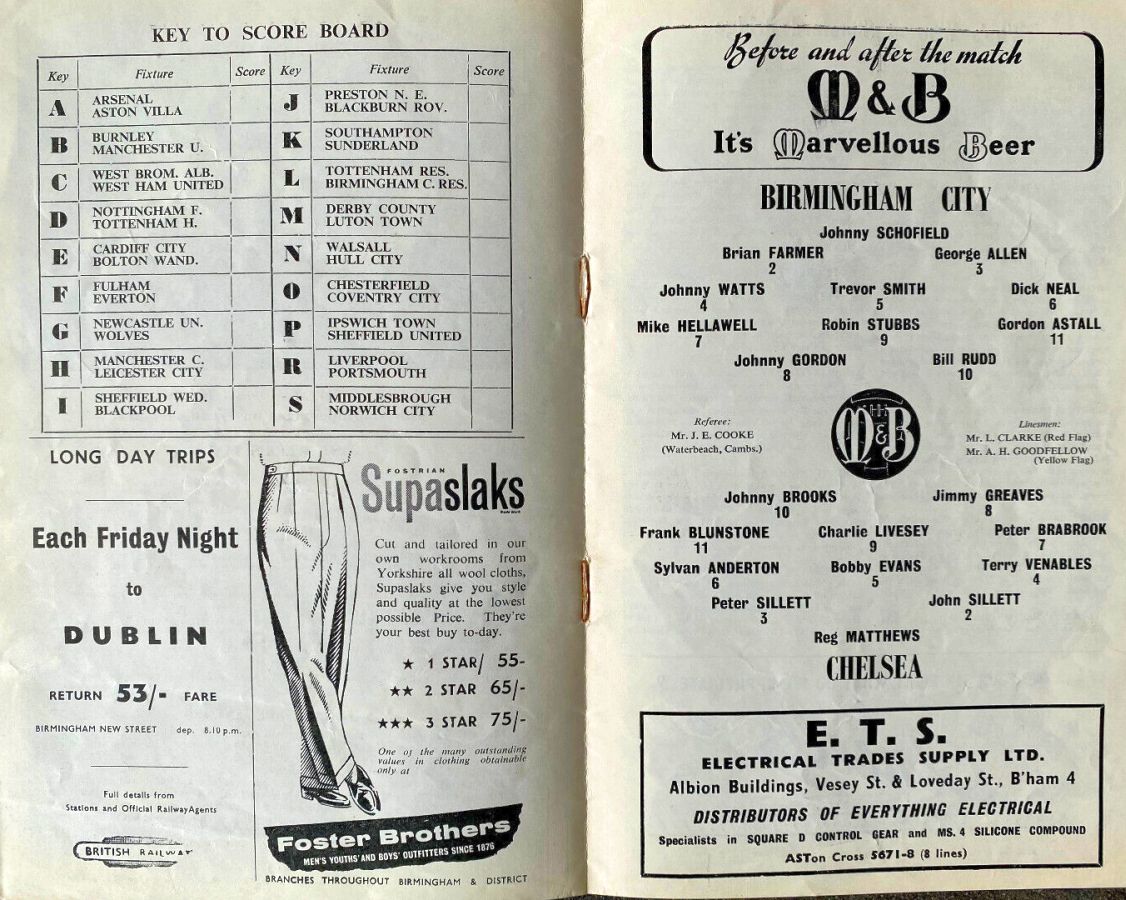 KEY TO SCORE BOARD
Key Fixture Score Key Fixture Score
A ARSENAL
ASTON VILLA
J PRESTON N. E.
BLACKBURN ROV.
B BURNLEY
MANCHESTER U.
K SOUTHAMPTON
SUNDERLAND
C WEST BROM. ALB.
WEST HAM UNITED
L TOTTENHAM RES.
BIRMINGHAM C. RES.
D NOTTINGHAM F.
TOTTENHAM H.
M DERBY COUNTY
LUTON TOWN
E CARDIFF CITY
BOLTON WAND.
N WALSALL
HULL CITY
F FULHAM
EVERTON
O CHESTERFIELD
COVENTRY CITY
G NEWCASTLE UN.
WOLVES
P IPSWICH TOWN
SHEFFIELD UNITED
H MANCHESTER C.
LEICESTER CITY
R LIVERPOOL
PORTSMOUTH
I SHEFFIELD WED.
BLACKPOOL
S MIDDLESBROUGH
NORWICH CITY
LONG DAY TRIPS
Each Friday Night
to
DUBLIN
RETURN 53/- FARE
BIRMINGHAM NEW STREET dep. 8.10 p.m.
Full details from
Stations and Official Railway Agents
BRITISH RAILWAYS
FOSTRIAN
Supaslaks
Cut and tailored in our
own workrooms from
Yorkshire all wool cloths,
Supaslaks give you style
and quality at the lowest
possible Price. They're
your best buy to-day.
★ 1 STAR/ 55-
★★ 2 STAR 65/-
★★★ 3 STAR 75/-
One of the many outstanding
values in clothing obtainable
only at
Foster Brothers
MEN'S YOUTHS' AND BOYS' OUTFITTERS SINCE 1876
BRANCHES THROUGHOUT BIRMINGHAM & DISTRICT
Before and after the match
M & B
It's Marvellous Beer
BIRMINGHAM CITY
Johnny SCHOFIELD
Brian FARMER George ALLEN
2 3
Johnny WATTS Trevor SMITH Dick NEAL
4 5 6
Mike HELLAWELL Robin STUBBS Gordon ASTALL
7 9 11
Johnny GORDON Bill RUDD
8 10
Referee:
Mr. J. E. COOKE
(Waterbeach, Cambs.)
M&B
Linesmen:
Mr. L. CLARKE (Red Flag)
Mr. A. H. GOODFELLOW
(Yellow Flag)
Johnny BROOKS Jimmy GREAVES
10 8
Frank BLUNSTONE Charlie LIVESEY Peter BRABROOK
11 9 7
Sylvan ANDERTON Bobby EVANS Terry VENABLES
6 5 4
Peter SILLETT John SILLETT
3 2
Reg MATTHEWS
CHELSEA
E. T. S.
ELECTRICAL TRADES SUPPLY LTD.
Albion Buildings, Vesey St. & Loveday St., B'ham 4
DISTRIBUTORS OF EVERYTHING ELECTRICAL
Specialists in SQUARE D CONTROL GEAR and MS. 4 SILICONE COMPOUND
ASTon Cross 5671-8 (8 lines)